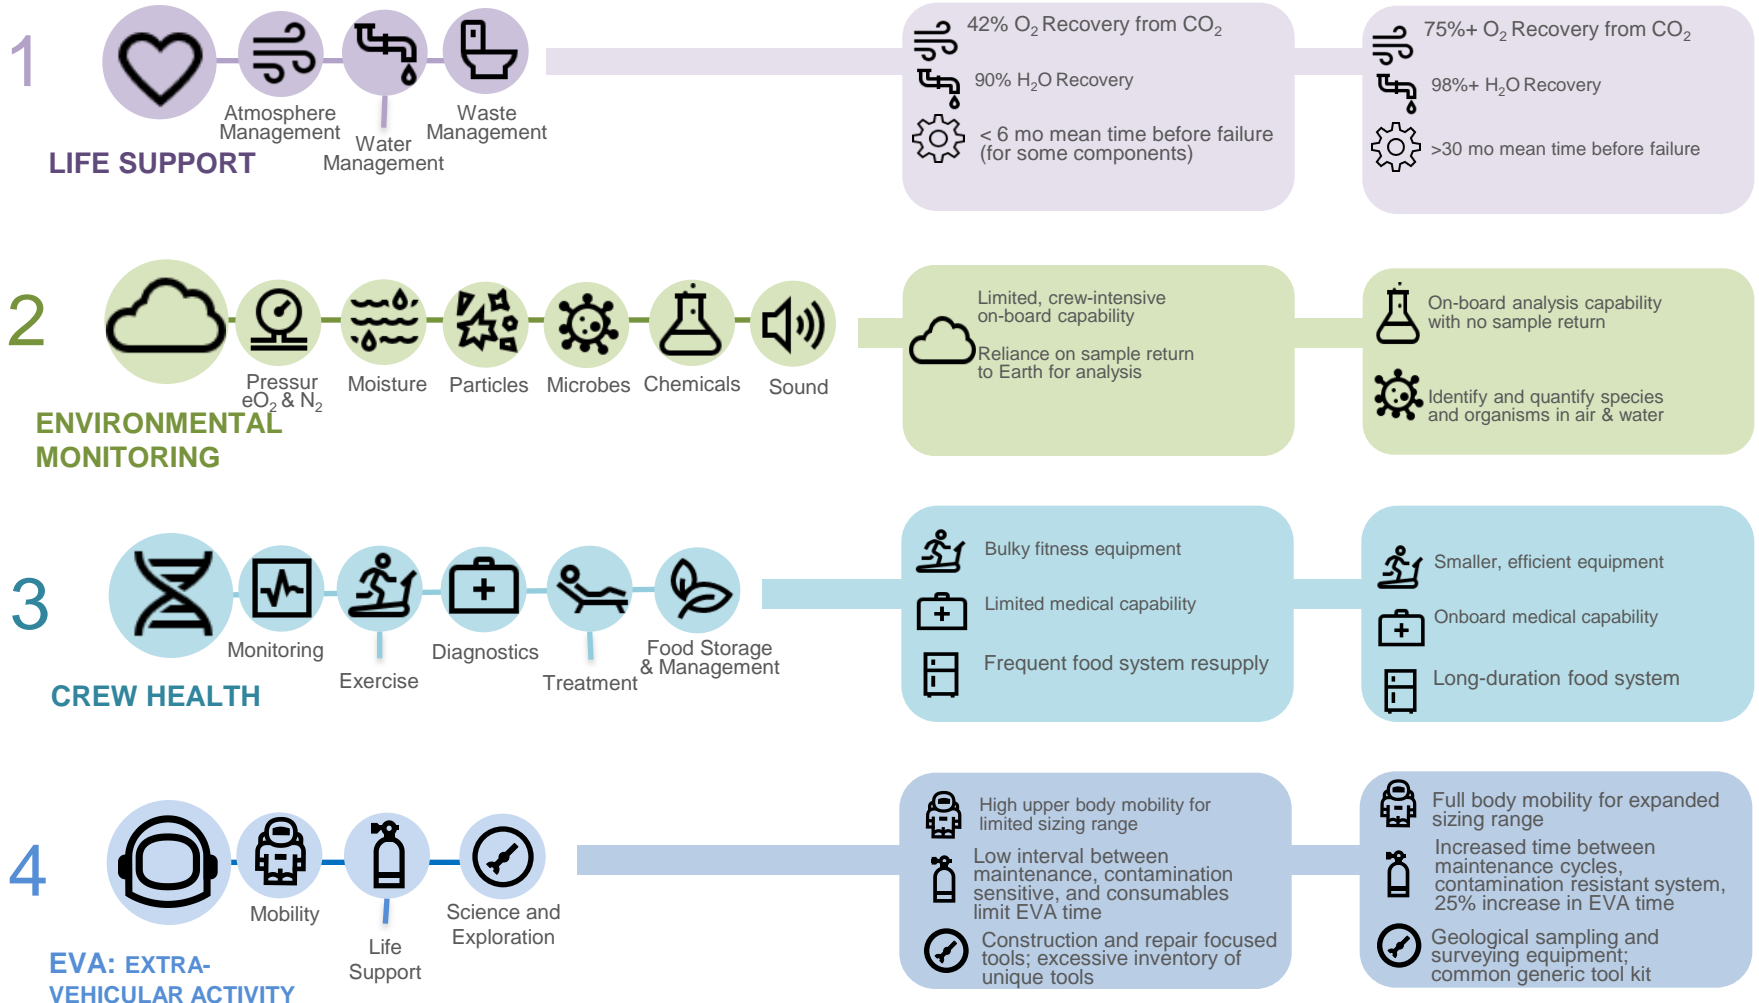 1
Atmosphere
Management
Water
Management
Waste
Management
LIFE SUPPORT
42% O₂ Recovery from CO₂
90% H₂O Recovery
< 6 mo mean time before failure
(for some components)
75%+ O₂ Recovery from CO₂
98%+ H₂O Recovery
>30 mo mean time before failure
2
Pressur
eO₂ & N₂
Moisture
Particles
Microbes
Chemicals
Sound
ENVIRONMENTAL
MONITORING
Limited, crew-intensive
on-board capability
Reliance on sample return
to Earth for analysis
On-board analysis capability
with no sample return
Identify and quantify species
and organisms in air & water
3
Monitoring
Exercise
Diagnostics
Treatment
Food Storage
& Management
CREW HEALTH
Bulky fitness equipment
Limited medical capability
Frequent food system resupply
Smaller, efficient equipment
Onboard medical capability
Long-duration food system
4
Mobility
Life
Support
Science and
Exploration
EVA: EXTRA-
VEHICULAR ACTIVITY
High upper body mobility for
limited sizing range
Low interval between
maintenance, contamination
sensitive, and consumables
limit EVA time
Construction and repair focused
tools; excessive inventory of
unique tools
Full body mobility for expanded
sizing range
Increased time between
maintenance cycles,
contamination resistant system,
25% increase in EVA time
Geological sampling and
surveying equipment;
common generic tool kit